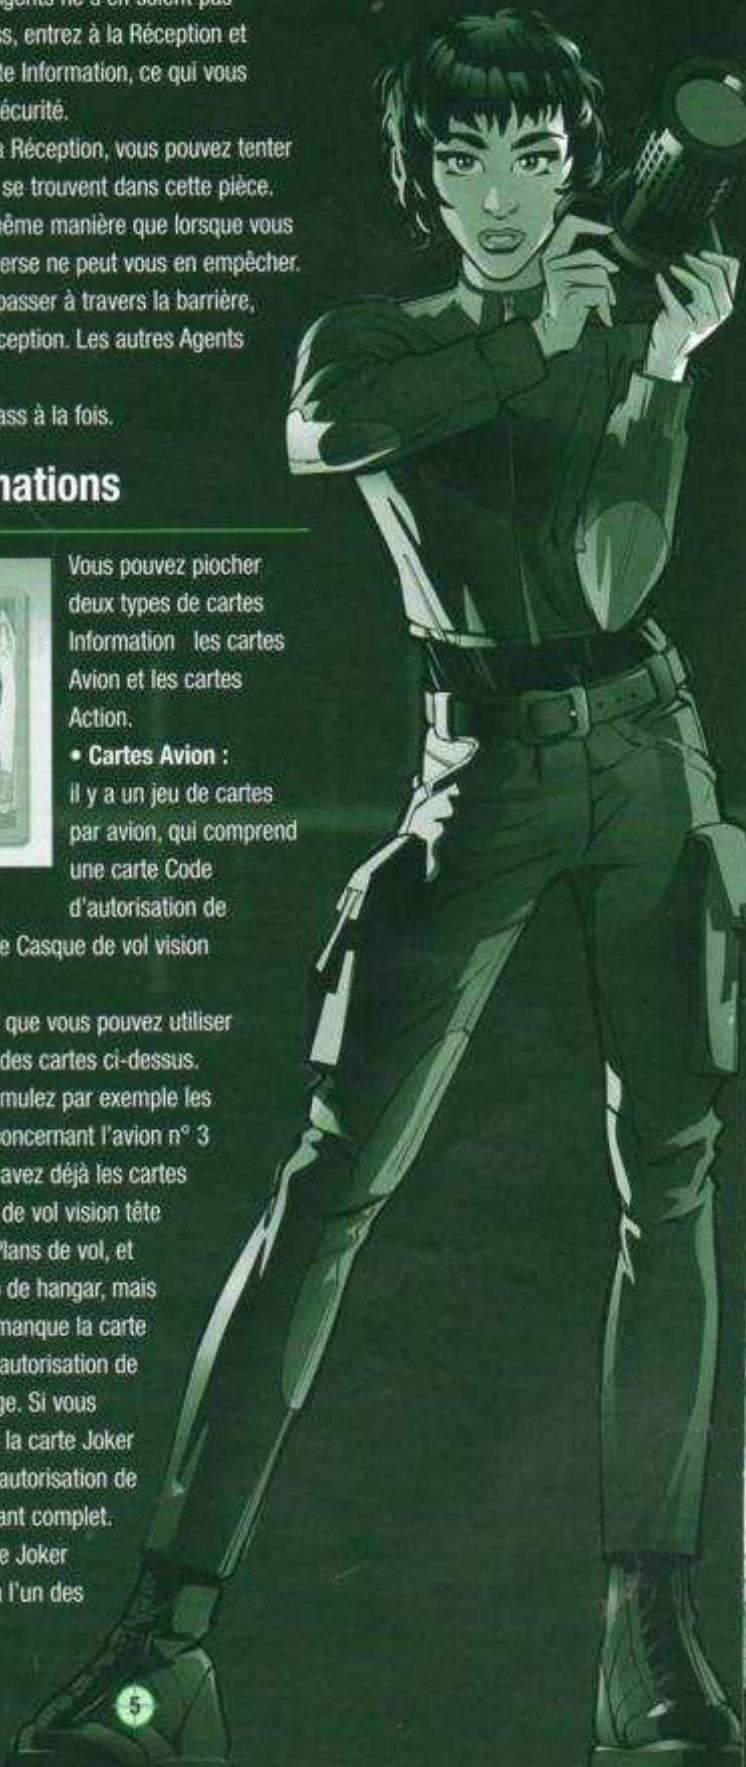 gents ne s'en soient pas
ss, entrez à la Réception et
te Information, ce qui vous
écurité.
a Réception, vous pouvez tenter
se trouvent dans cette pièce.
ême manière que lorsque vous
erse ne peut vous en empêcher.
passer à travers la barrière,
ception. Les autres Agents
ass à la fois.
nations
Vous pouvez piocher
deux types de cartes
Information les cartes
Avion et les cartes
Action.
• Cartes Avion :
il y a un jeu de cartes
par avion, qui comprend
une carte Code
d'autorisation de
e Casque de vol vision
que vous pouvez utiliser
des cartes ci-dessus.
mulez par exemple les
oncernant l'avion n° 3
avez déjà les cartes
de vol vision tête
Plans de vol, et
de hangar, mais
manque la carte
autorisation de
ge. Si vous
la carte Joker
autorisation de
ant complet.
e Joker
l'un des
5